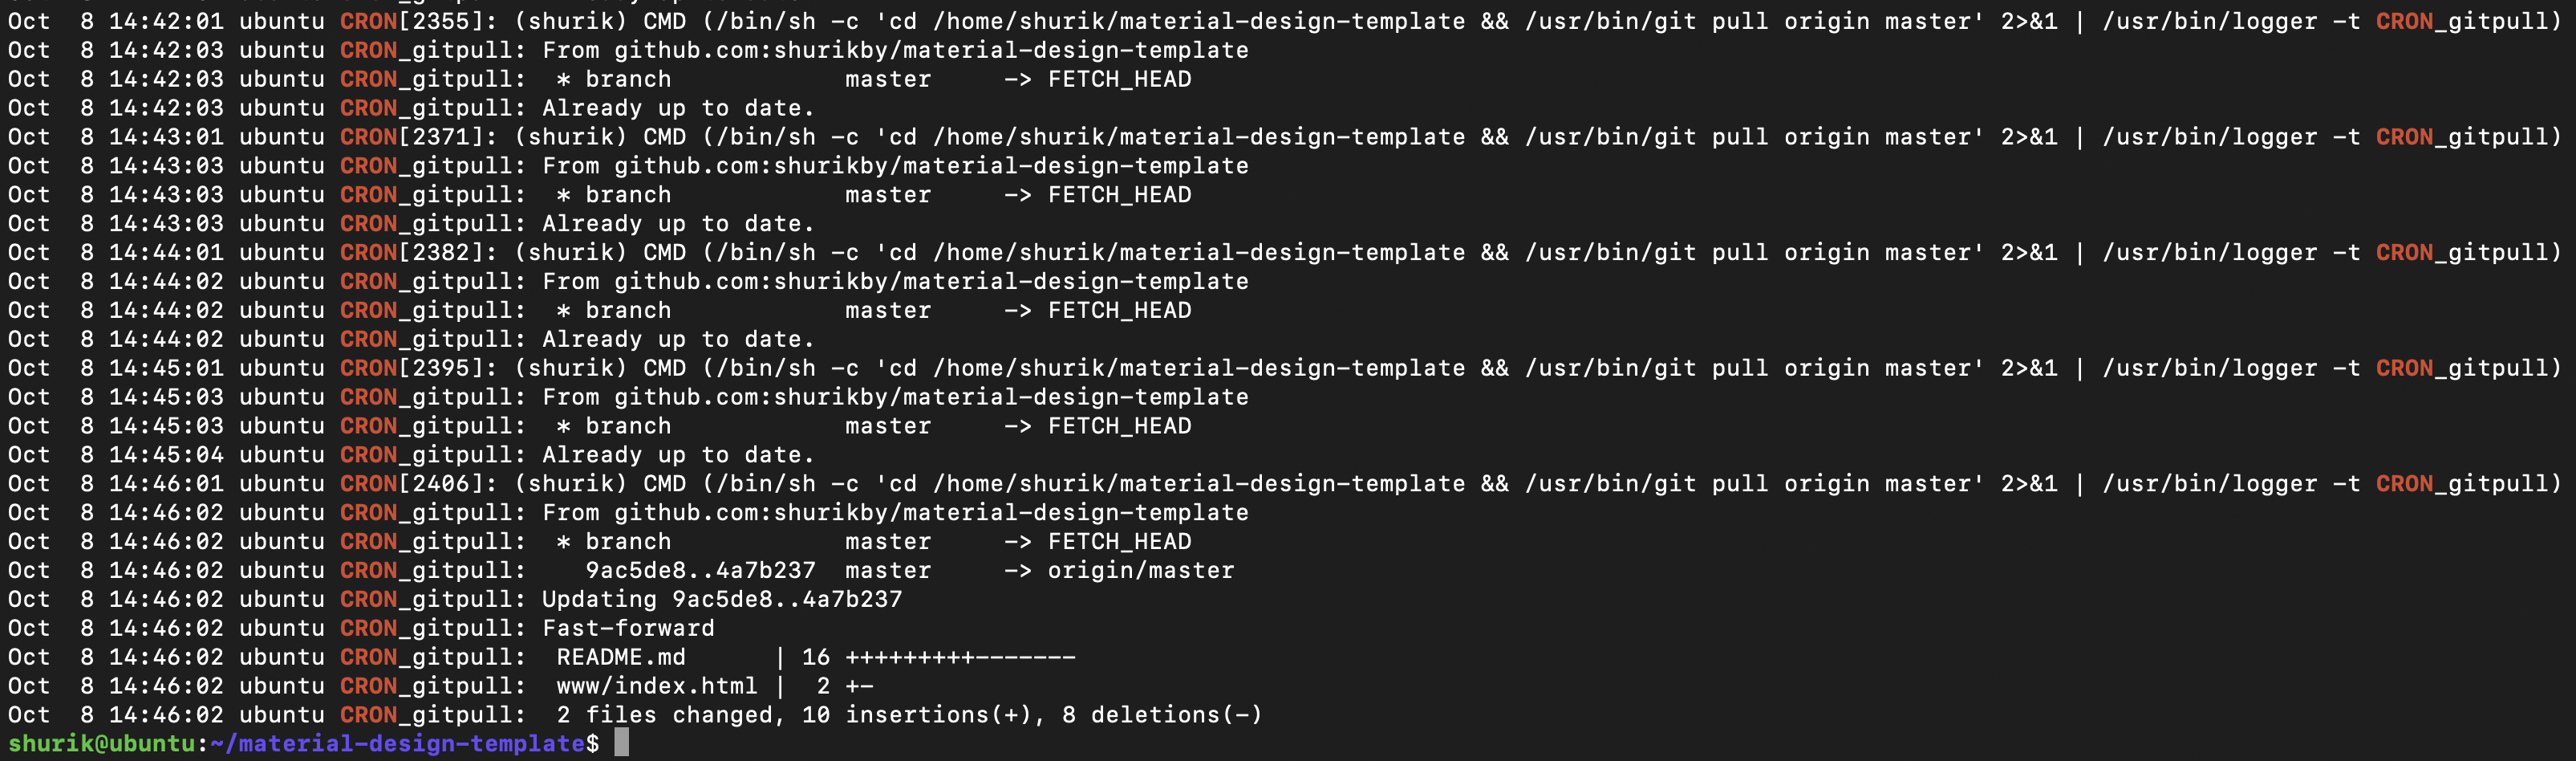 Oct  8 14:42:01 ubuntu CRON[2355]: (shurik) CMD (/bin/sh -c 'cd /home/shurik/material-design-template && /usr/bin/git pull origin master' 2>&1 | /usr/bin/logger -t CRON_gitpull)
Oct  8 14:42:03 ubuntu CRON_gitpull: From github.com:shurikby/material-design-template
Oct  8 14:42:03 ubuntu CRON_gitpull:  * branch            master     -> FETCH_HEAD
Oct  8 14:42:03 ubuntu CRON_gitpull: Already up to date.
Oct  8 14:43:01 ubuntu CRON[2371]: (shurik) CMD (/bin/sh -c 'cd /home/shurik/material-design-template && /usr/bin/git pull origin master' 2>&1 | /usr/bin/logger -t CRON_gitpull)
Oct  8 14:43:03 ubuntu CRON_gitpull: From github.com:shurikby/material-design-template
Oct  8 14:43:03 ubuntu CRON_gitpull:  * branch            master     -> FETCH_HEAD
Oct  8 14:43:03 ubuntu CRON_gitpull: Already up to date.
Oct  8 14:44:01 ubuntu CRON[2382]: (shurik) CMD (/bin/sh -c 'cd /home/shurik/material-design-template && /usr/bin/git pull origin master' 2>&1 | /usr/bin/logger -t CRON_gitpull)
Oct  8 14:44:02 ubuntu CRON_gitpull: From github.com:shurikby/material-design-template
Oct  8 14:44:02 ubuntu CRON_gitpull:  * branch            master     -> FETCH_HEAD
Oct  8 14:44:02 ubuntu CRON_gitpull: Already up to date.
Oct  8 14:45:01 ubuntu CRON[2395]: (shurik) CMD (/bin/sh -c 'cd /home/shurik/material-design-template && /usr/bin/git pull origin master' 2>&1 | /usr/bin/logger -t CRON_gitpull)
Oct  8 14:45:03 ubuntu CRON_gitpull: From github.com:shurikby/material-design-template
Oct  8 14:45:03 ubuntu CRON_gitpull:  * branch            master     -> FETCH_HEAD
Oct  8 14:45:04 ubuntu CRON_gitpull: Already up to date.
Oct  8 14:46:01 ubuntu CRON[2406]: (shurik) CMD (/bin/sh -c 'cd /home/shurik/material-design-template && /usr/bin/git pull origin master' 2>&1 | /usr/bin/logger -t CRON_gitpull)
Oct  8 14:46:02 ubuntu CRON_gitpull: From github.com:shurikby/material-design-template
Oct  8 14:46:02 ubuntu CRON_gitpull:  * branch            master     -> FETCH_HEAD
Oct  8 14:46:02 ubuntu CRON_gitpull:    9ac5de8..4a7b237  master     -> origin/master
Oct  8 14:46:02 ubuntu CRON_gitpull: Updating 9ac5de8..4a7b237
Oct  8 14:46:02 ubuntu CRON_gitpull: Fast-forward
Oct  8 14:46:02 ubuntu CRON_gitpull:  README.md      | 16 +++++++++-------
Oct  8 14:46:02 ubuntu CRON_gitpull:  www/index.html |  2 +-
Oct  8 14:46:02 ubuntu CRON_gitpull:  2 files changed, 10 insertions(+), 8 deletions(-)
shurik@ubuntu:~/material-design-template$